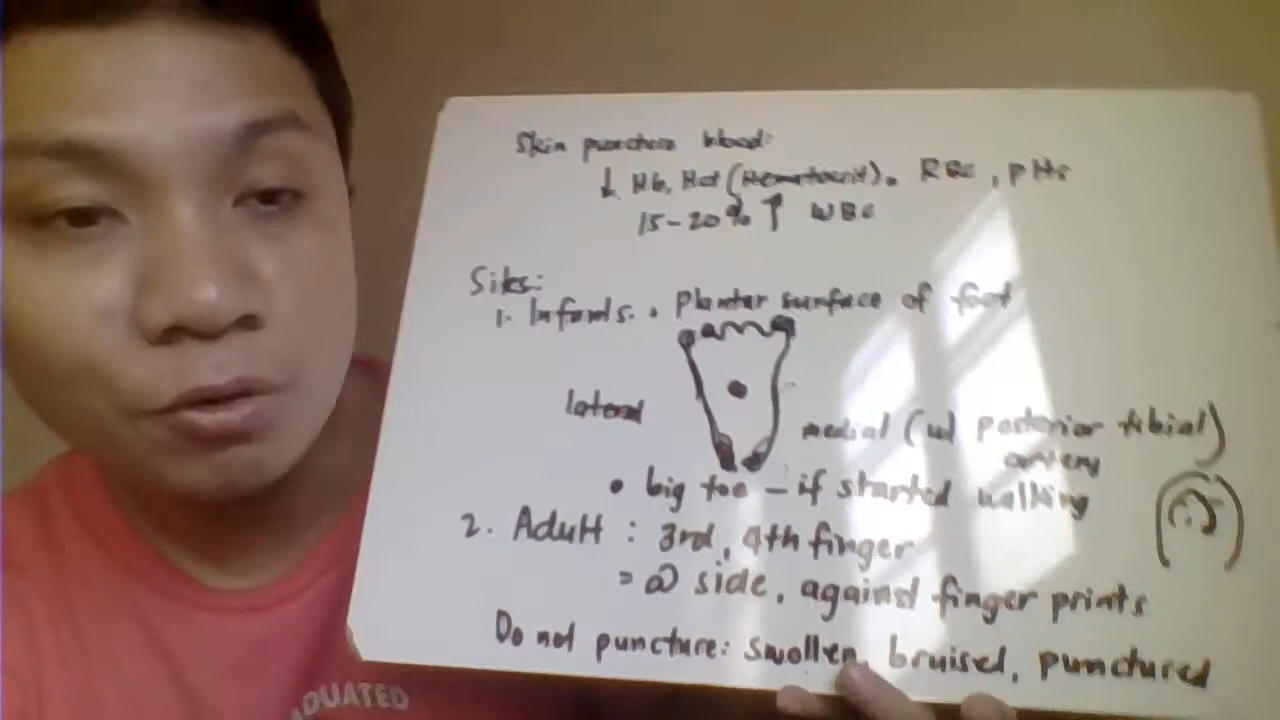 Skin puncture blood:
↓ Hb, Hct (Hematocrit). RBC, plts
15-20% ↑ WBC
Sites:
1. Infants. • Plantar surface of foot
lateral
medial (w/ posterior tibial)
artery
• big toe - if started walking
2. Adult : 3rd, 4th finger
= @ side, against finger prints
Do not puncture: swollen, bruised, punctured
ADUATED